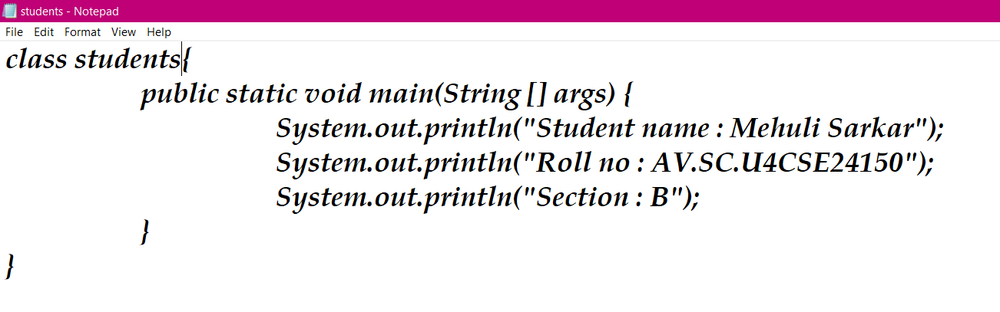 students - Notepad
File Edit Format View Help
class students{
public static void main(String [] args) {
System.out.println("Student name : Mehuli Sarkar");
System.out.println("Roll no : AV.SC.U4CSE24150");
System.out.println("Section : B");
}
}